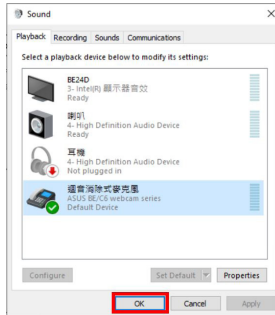 Sound
Playback Recording Sounds Communications
Select a playback device below to modify its settings:
BE24D
3- Intel(R) 顯示器音效
Ready
喇叭
4- High Definition Audio Device
Ready
耳機
4- High Definition Audio Device
Not plugged in
迴音消除式麥克風
ASUS BE/C6 webcam series
Default Device
Configure Set Default Properties
OK Cancel Apply